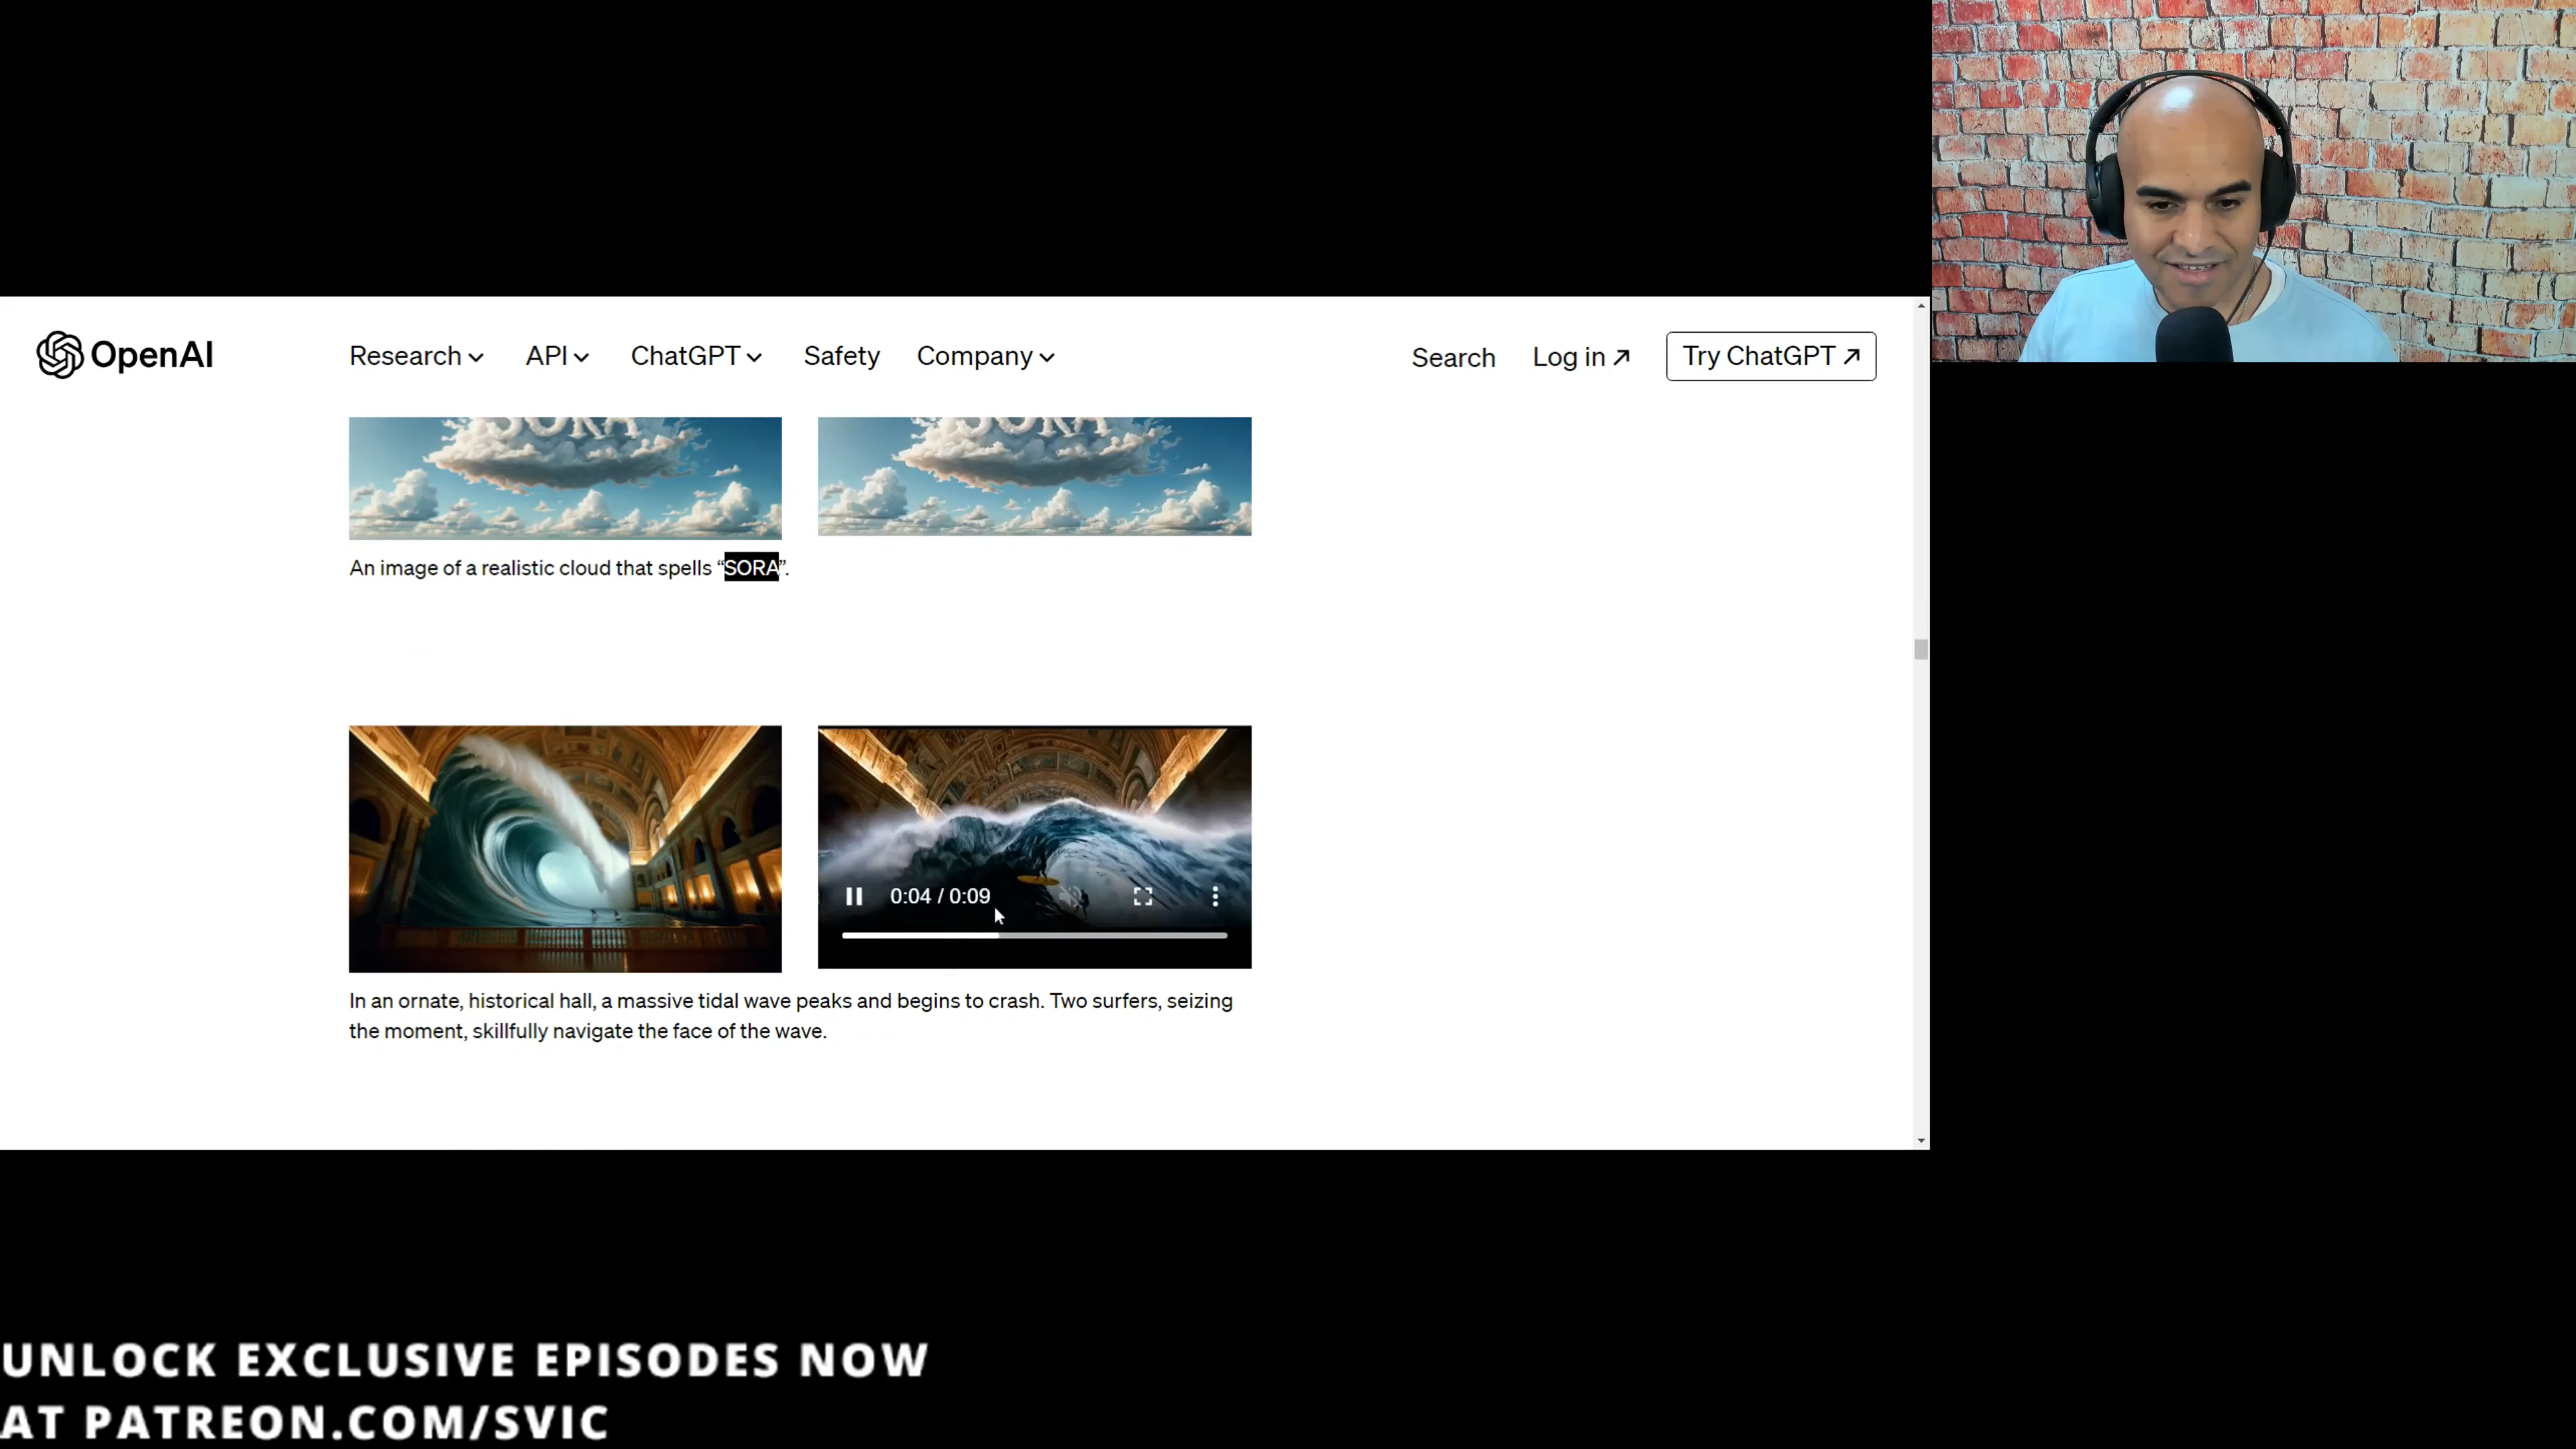 OpenAI
Research API ChatGPT Safety Company
Search Log in Try ChatGPT
SORA SORA
An image of a realistic cloud that spells “SORA”.
0:04 / 0:09
In an ornate, historical hall, a massive tidal wave peaks and begins to crash. Two surfers, seizing
the moment, skillfully navigate the face of the wave.
UNLOCK EXCLUSIVE EPISODES NOW
AT PATREON.COM/SVIC